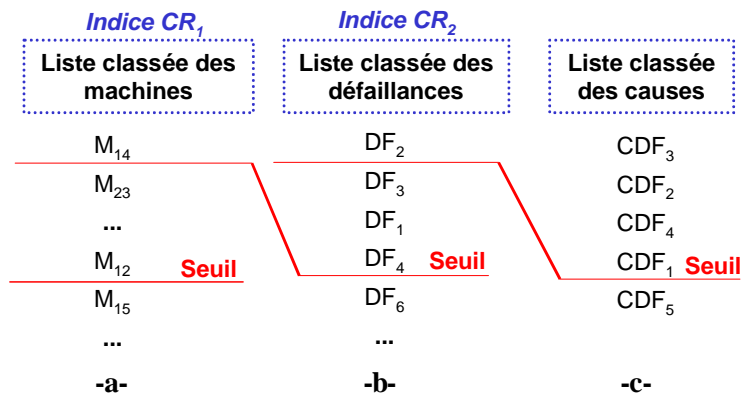 Indice CR₁ Indice CR₂
Liste classée des Liste classée des Liste classée
machines défaillances des causes
M₁₄ DF₂ CDF₃
M₂₃ DF₃ CDF₂
... DF₁ CDF₄
M₁₂ Seuil DF₄ Seuil CDF₁ Seuil
M₁₅ DF₆ CDF₅
... ...
-a- -b- -c-